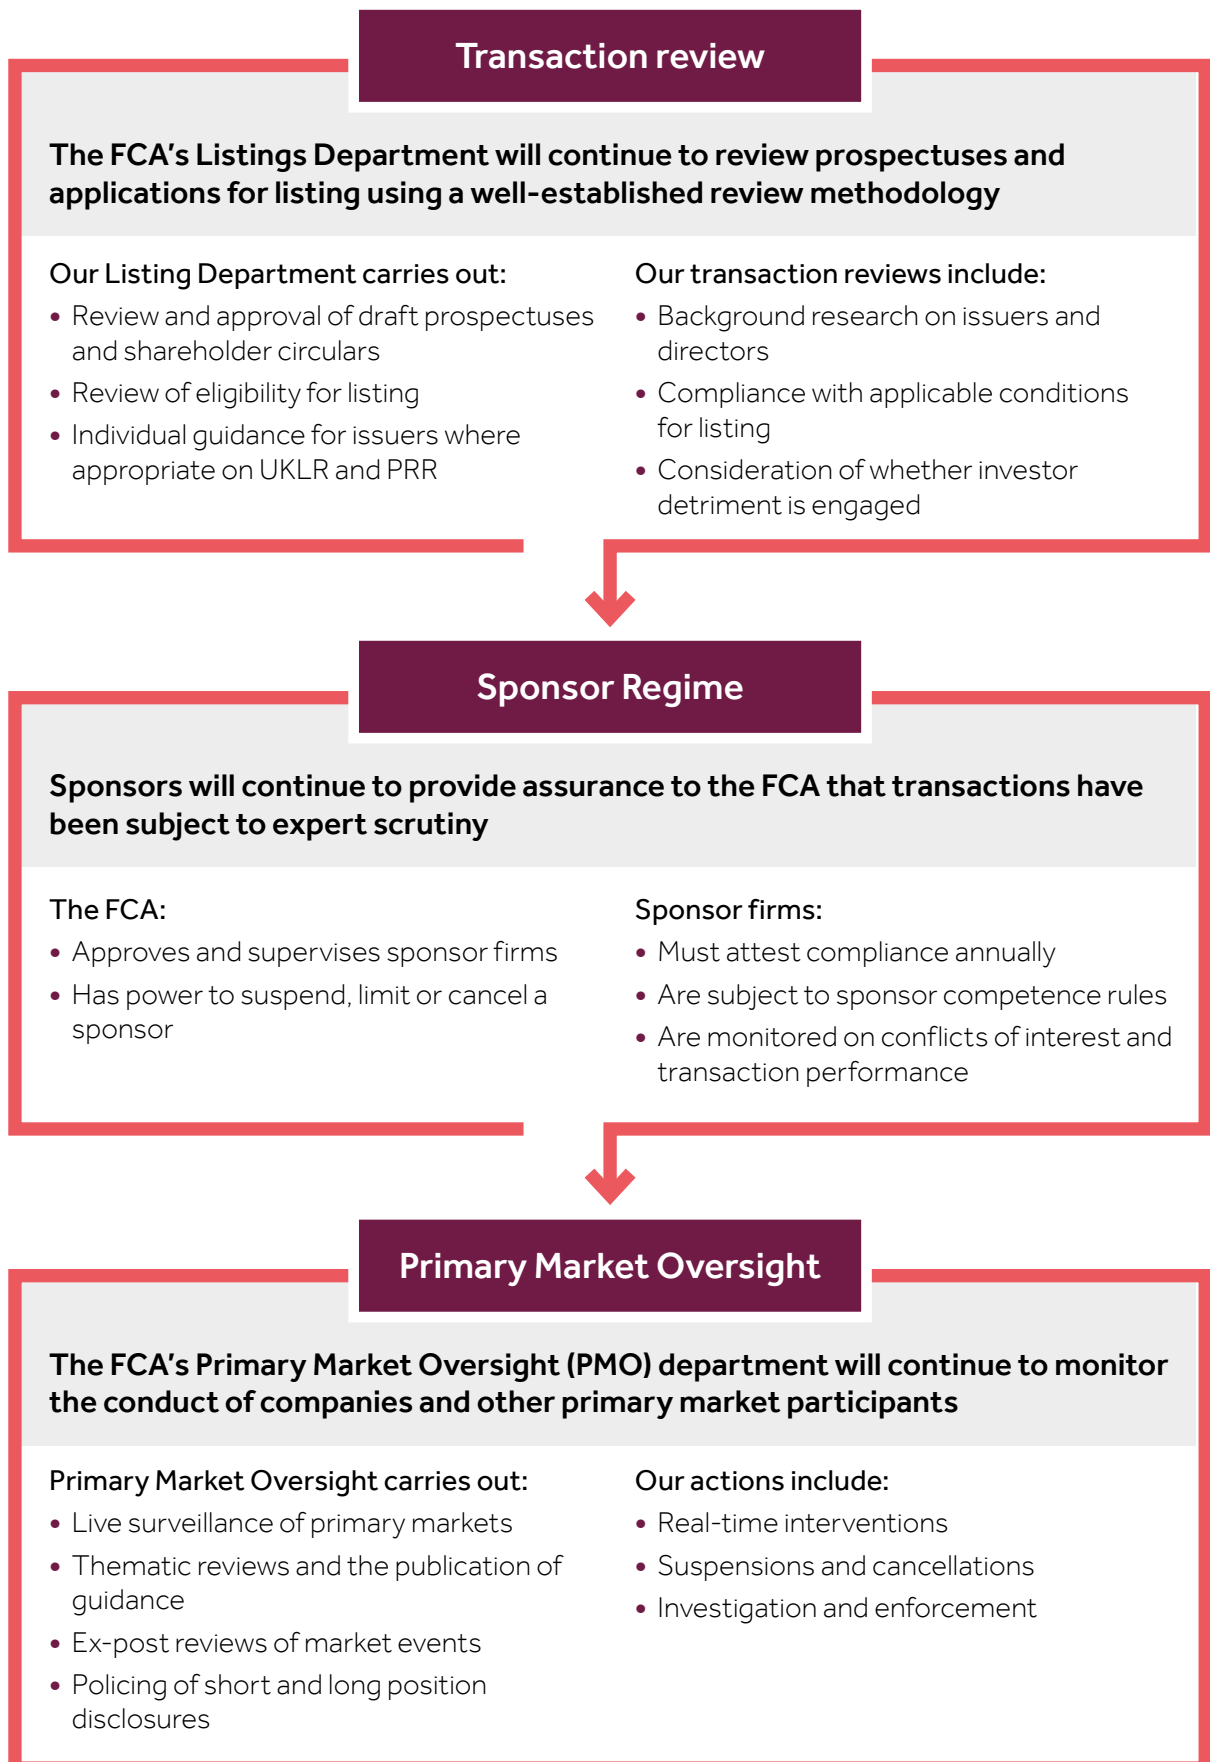 Transaction review
The FCA's Listings Department will continue to review prospectuses and
applications for listing using a well-established review methodology
Our Listing Department carries out:
• Review and approval of draft prospectuses
and shareholder circulars
• Review of eligibility for listing
• Individual guidance for issuers where
appropriate on UKLR and PRR
Our transaction reviews include:
• Background research on issuers and
directors
• Compliance with applicable conditions
for listing
• Consideration of whether investor
detriment is engaged
Sponsor Regime
Sponsors will continue to provide assurance to the FCA that transactions have
been subject to expert scrutiny
The FCA:
• Approves and supervises sponsor firms
• Has power to suspend, limit or cancel a
sponsor
Sponsor firms:
• Must attest compliance annually
• Are subject to sponsor competence rules
• Are monitored on conflicts of interest and
transaction performance
Primary Market Oversight
The FCA's Primary Market Oversight (PMO) department will continue to monitor
the conduct of companies and other primary market participants
Primary Market Oversight carries out:
• Live surveillance of primary markets
• Thematic reviews and the publication of
guidance
• Ex-post reviews of market events
• Policing of short and long position
disclosures
Our actions include:
• Real-time interventions
• Suspensions and cancellations
• Investigation and enforcement